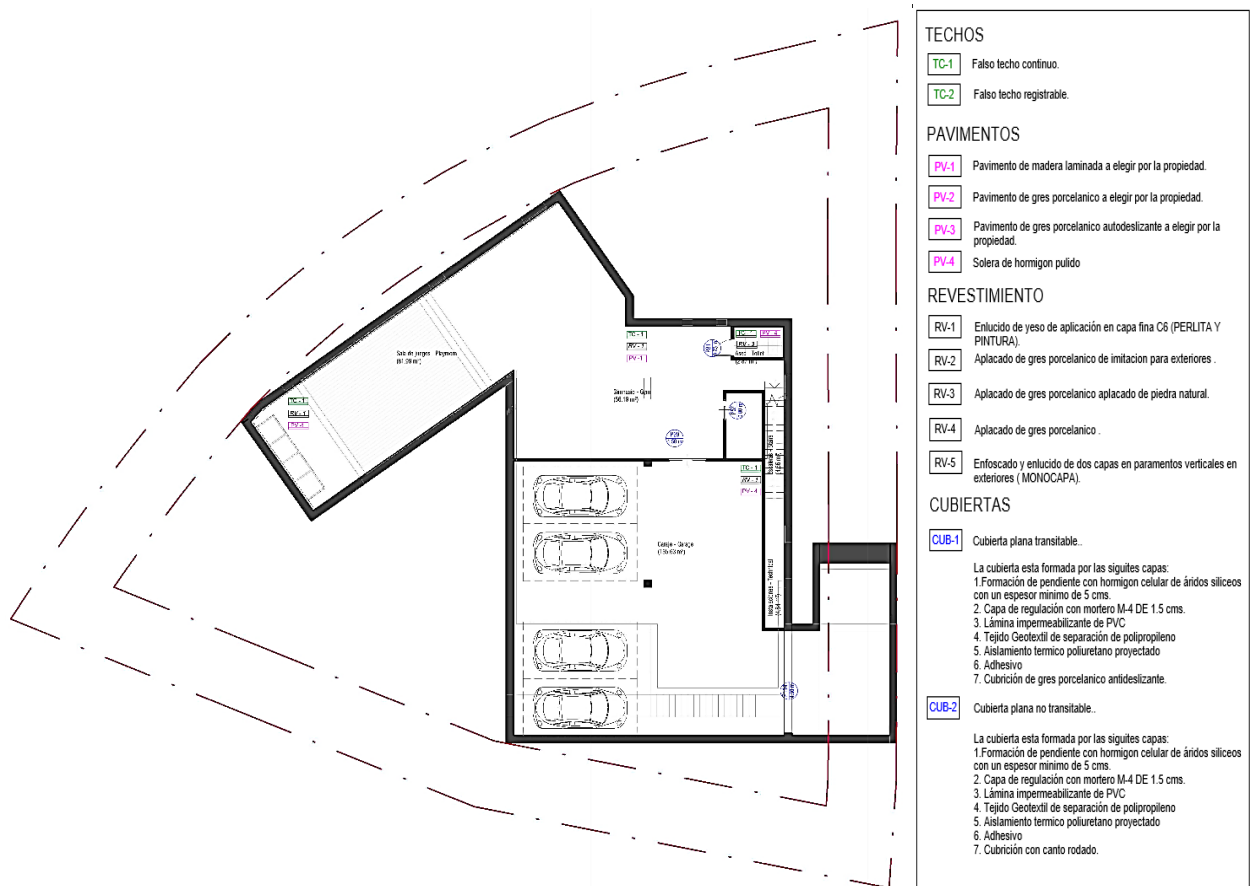 TC - 1
RV - 1
PV-1
Sala de juegos - Playroom
TC - 1
PV-1
Gimnasio - Gym
TC - 1
PV - 4
Garaje - Garage
TECHOS
TC-1 Falso techo continuo.
TC-2 Falso techo registrable.
PAVIMENTOS
PV-1 Pavimento de madera laminada a elegir por la propiedad.
PV-2 Pavimento de gres porcelanico a elegir por la propiedad.
PV-3 Pavimento de gres porcelanico autodeslizante a elegir por la
propiedad.
PV-4 Solera de hormigon pulido
REVESTIMIENTO
RV-1 Enlucido de yeso de aplicación en capa fina C6 (PERLITA Y
PINTURA).
RV-2 Aplacado de gres porcelanico de imitacion para exteriores .
RV-3 Aplacado de gres porcelanico aplacado de piedra natural.
RV-4 Aplacado de gres porcelanico .
RV-5 Enfoscado y enlucido de dos capas en paramentos verticales en
exteriores ( MONOCAPA).
CUBIERTAS
CUB-1 Cubierta plana transitable..
La cubierta esta formada por las siguites capas:
1.Formación de pendiente con hormigon celular de áridos siliceos
con un espesor minimo de 5 cms.
2. Capa de regulación con mortero M-4 DE 1.5 cms.
3. Lámina impermeabilizante de PVC
4. Tejido Geotextil de separación de polipropileno
5. Aislamiento termico poliuretano proyectado
6. Adhesivo
7. Cubrición de gres porcelanico antideslizante.
CUB-2 Cubierta plana no transitable..
La cubierta esta formada por las siguites capas:
1.Formación de pendiente con hormigon celular de áridos siliceos
con un espesor minimo de 5 cms.
2. Capa de regulación con mortero M-4 DE 1.5 cms.
3. Lámina impermeabilizante de PVC
4. Tejido Geotextil de separación de polipropileno
5. Aislamiento termico poliuretano proyectado
6. Adhesivo
7. Cubrición con canto rodado.